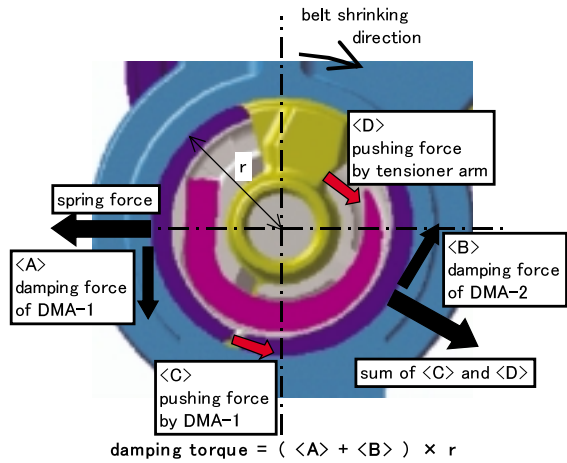 belt shrinking
direction
<D>
pushing force
by tensioner arm
r
spring force
<A>
damping force
of DMA-1
<B>
damping force
of DMA-2
sum of <C> and <D>
<C>
pushing force
by DMA-1
damping torque = ( <A> + <B> ) × r